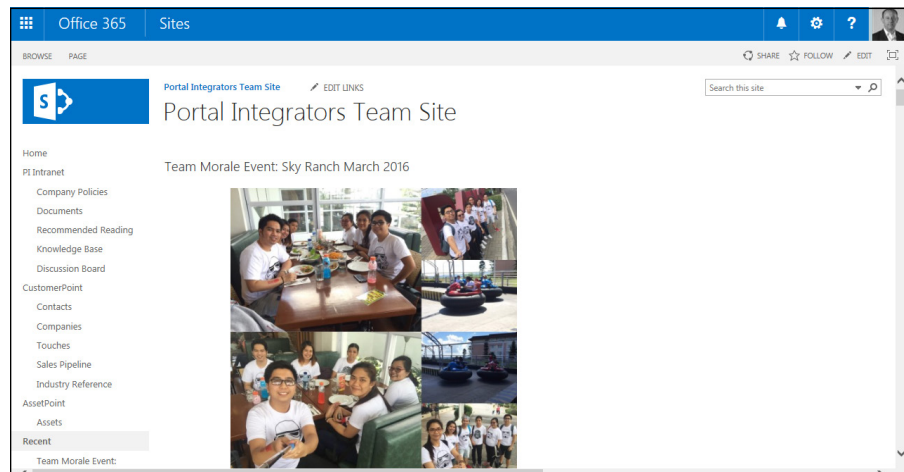 Office 365
Sites
?
BROWSE PAGE
SHARE FOLLOW EDIT
S
Portal Integrators Team Site EDIT LINKS
Search this site
Portal Integrators Team Site
Home
PI Intranet
Company Policies
Documents
Recommended Reading
Knowledge Base
Discussion Board
CustomerPoint
Contacts
Companies
Touches
Sales Pipeline
Industry Reference
AssetPoint
Assets
Recent
Team Morale Event:
Team Morale Event: Sky Ranch March 2016